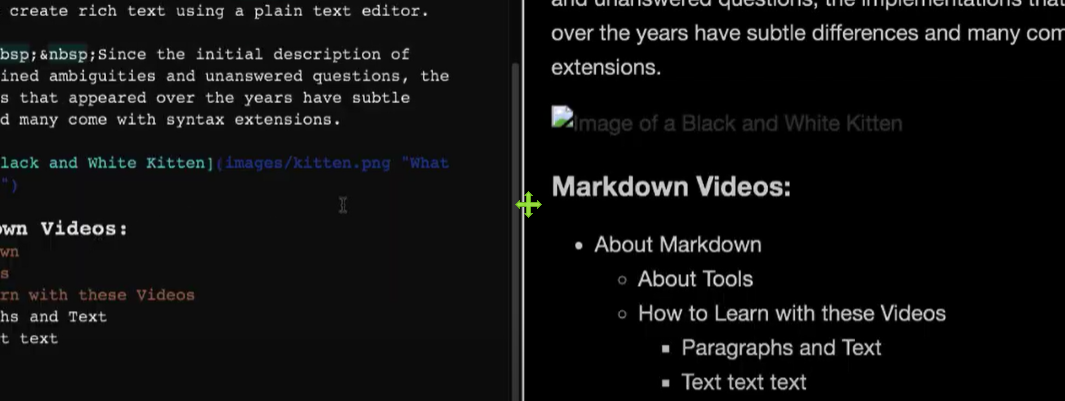 create rich text using a plain text editor.
bsp;&nbsp;Since the initial description of
ined ambiguities and unanswered questions, the
s that appeared over the years have subtle
d many come with syntax extensions.
lack and White Kitten](images/kitten.png "What
")
own Videos:
wn
s
rn with these Videos
hs and Text
t text
and unanswered questions, the implementations that
over the years have subtle differences and many com
extensions.
Image of a Black and White Kitten
Markdown Videos:
About Markdown
About Tools
How to Learn with these Videos
Paragraphs and Text
Text text text